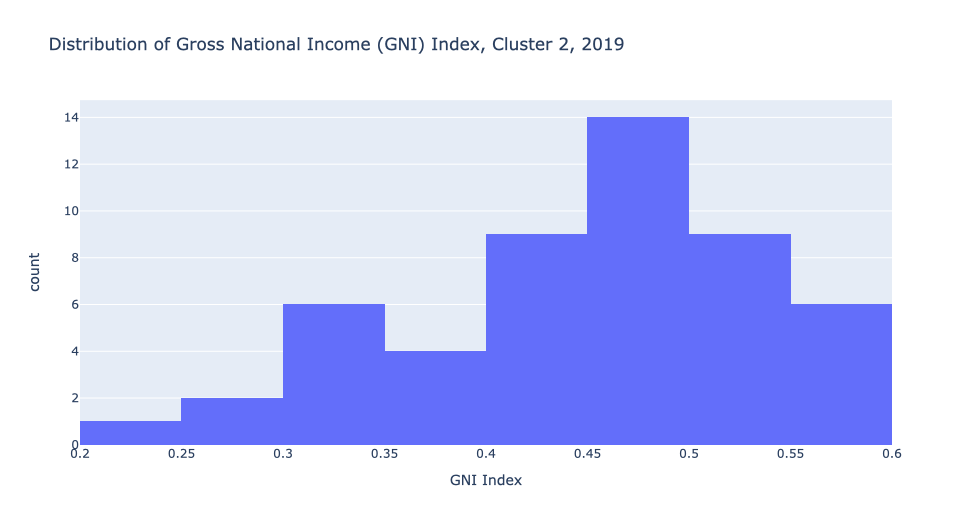 Distribution of Gross National Income (GNI) Index, Cluster 2, 2019
14
12
10
8
6
4
2
0
count
0.2 0.25 0.3 0.35 0.4 0.45 0.5 0.55 0.6
GNI Index